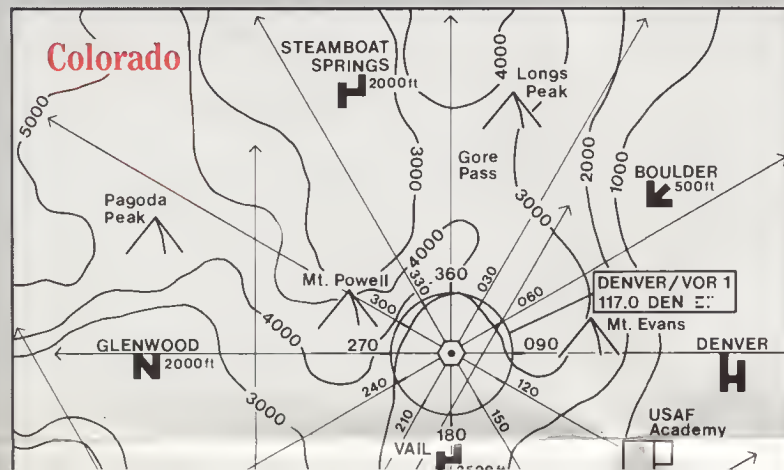 Colorado
STEAMBOAT
SPRINGS
2000ft
4000
Longs
Peak
5000
3000
2000
1000
Gore
Pass
BOULDER
500ft
Pagoda
Peak
3000
4000
Mt. Powell
330
360
030
300
060
DENVER/VOR 1
117.0 DEN
Mt. Evans
4000
GLENWOOD
2000ft
270
090
DENVER
240
120
3000
210
150
180
USAF
Academy
VAIL
3500ft